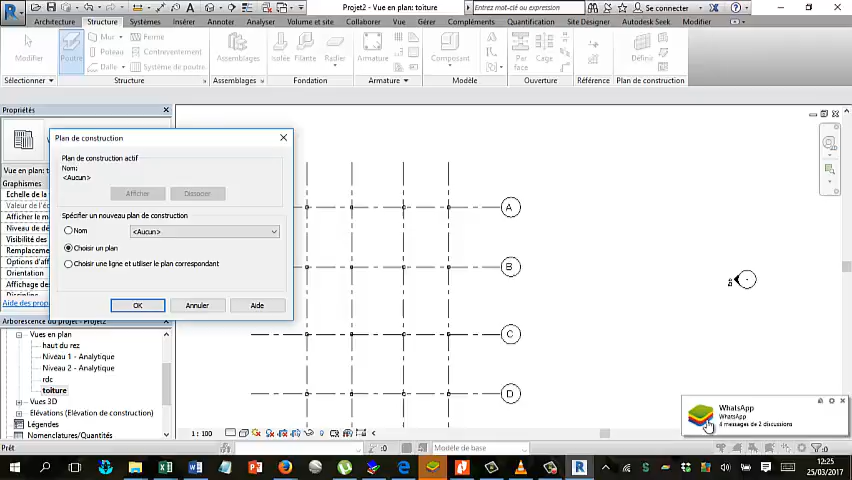 Projet2 - Vue en plan: toiture
Entrez mot-clé ou expression
Se connecter
Architecture Structure Systèmes Insérer Annoter Analyser Volume et site Collaborer Vue Gérer Compléments Quantification Site Designer Autodesk Seek Modifier
Modifier
Poutre
Mur
Poteau
Dalle
Treillis
Contreventement
Système de poutre
Assemblages
Isolée Filante Radier
Armature
Composant
Par face
Cage
Définir
Sélectionner Structure Assemblages Fondation Armature Modèle Ouverture Référence Plan de construction
Propriétés
Vue en plan: t
Graphismes
Echelle de la
Valeur de l'éc
Afficher le m
Niveau de dé
Visibilité des
Remplaceme
Options d'aff
Orientation
Affichage des
Discipline
Aide des prop
Plan de construction
Plan de construction actif
Nom:
<Aucun>
Afficher Dissocier
Spécifier un nouveau plan de construction
Nom <Aucun>
Choisir un plan
Choisir une ligne et utiliser le plan correspondant
OK Annuler Aide
Arborescence du projet - Projet2
Vues en plan
haut du rez
Niveau 1 - Analytique
Niveau 2 - Analytique
rdc
toiture
Vues 3D
Elévations (Elévation de construction)
Légendes
Nomenclatures/Quantités
A
B
C
D
1 : 100
WhatsApp
WhatsApp
4 messages de 2 discussions
Prêt
:0
Modèle de base
:0
12:25
25/03/2017